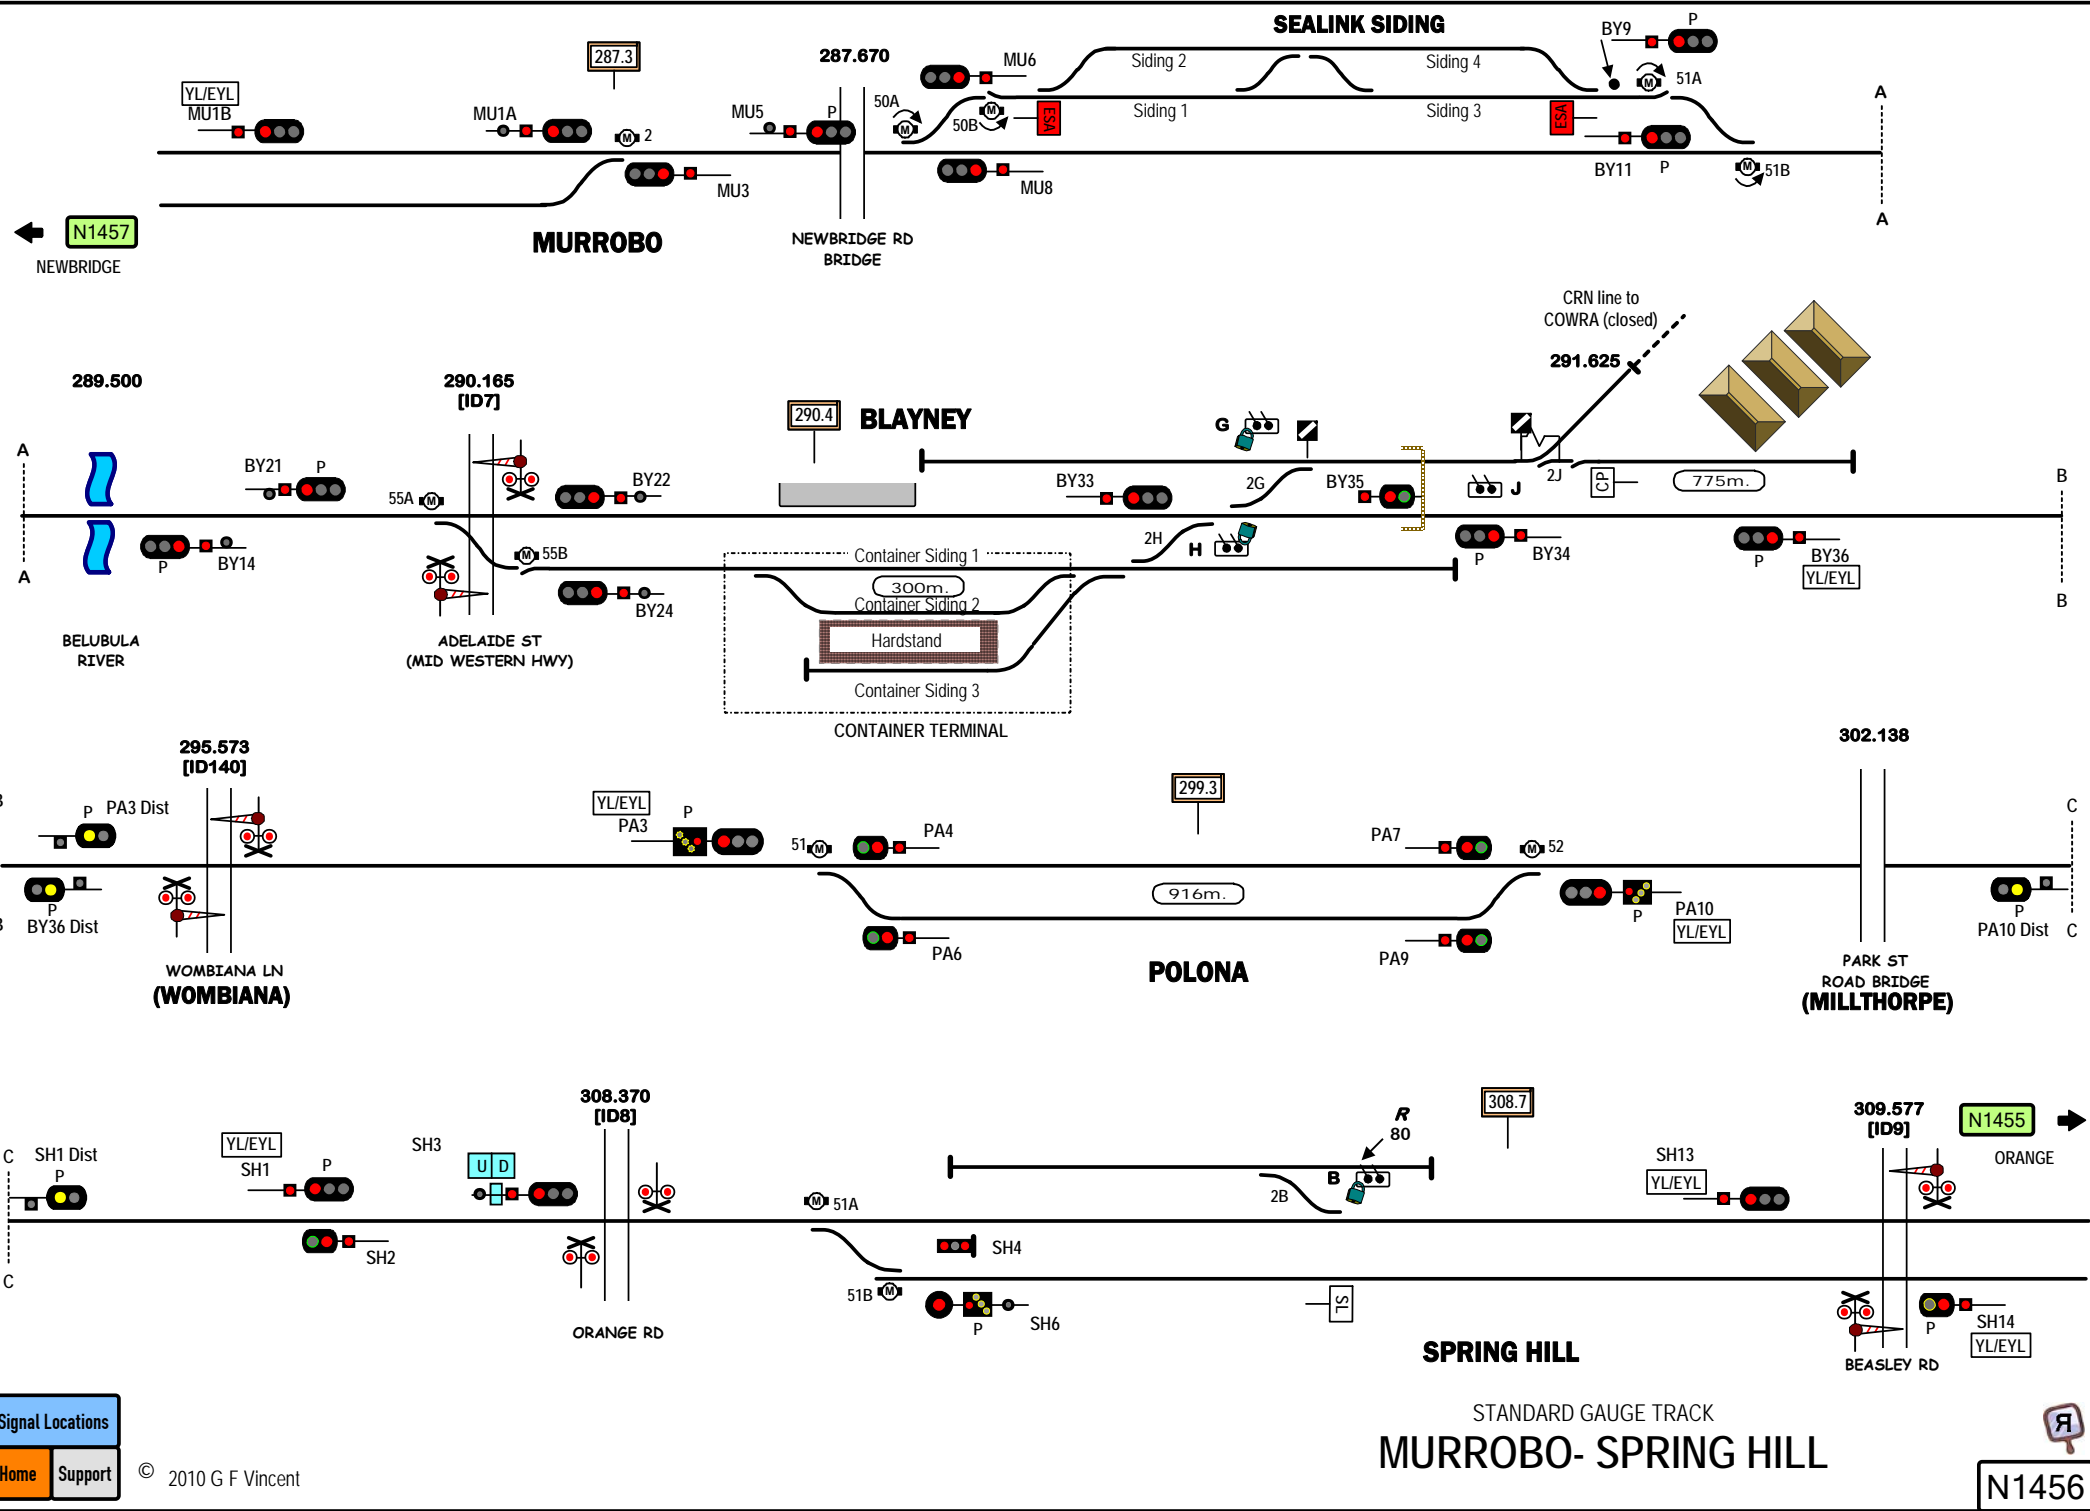 SEALINK SIDING
287.3
287.670
YL/EYL
MU1B
MU1A
M 2
MU5
P
50A
M
MU6
M
50B
ESA
Siding 2
Siding 4
Siding 1
Siding 3
ESA
BY9
P
M
51A
A
MU3
MU8
BY11
P
M
51B
A
N1457
NEWBRIDGE
MURROBO
NEWBRIDGE RD
BRIDGE
CRN line to
COWRA (closed)
291.625
289.500
290.165
[ID7]
290.4
BLAYNEY
G
A
BY21
P
55A
M
BY22
BY33
2G
BY35
J
2J
CP
775m.
B
P
BY14
M
55B
BY24
2H
H
P
BY34
P
BY36
YL/EYL
A
B
Container Siding 1
300m.
Container Siding 2
Hardstand
Container Siding 3
CONTAINER TERMINAL
BELUBULA
RIVER
ADELAIDE ST
(MID WESTERN HWY)
295.573
[ID140]
302.138
B
P
PA3 Dist
YL/EYL
PA3
P
51
M
PA4
299.3
PA7
M
52
C
B
P
BY36 Dist
916m.
PA6
PA9
P
PA10
YL/EYL
P
PA10 Dist
C
WOMBIANA LN
(WOMBIANA)
POLONA
PARK ST
ROAD BRIDGE
(MILLTHORPE)
308.370
[ID8]
R
80
308.7
309.577
[ID9]
N1455
ORANGE
C
SH1 Dist
P
YL/EYL
SH1
P
SH3
U D
M
51A
2B
B
SH13
YL/EYL
SH2
SH4
C
51B
M
P
SH6
SL
P
SH14
YL/EYL
ORANGE RD
SPRING HILL
BEASLEY RD
Signal Locations
Home
Support
© 2010 G F Vincent
STANDARD GAUGE TRACK
MURROBO- SPRING HILL
Я
N1456